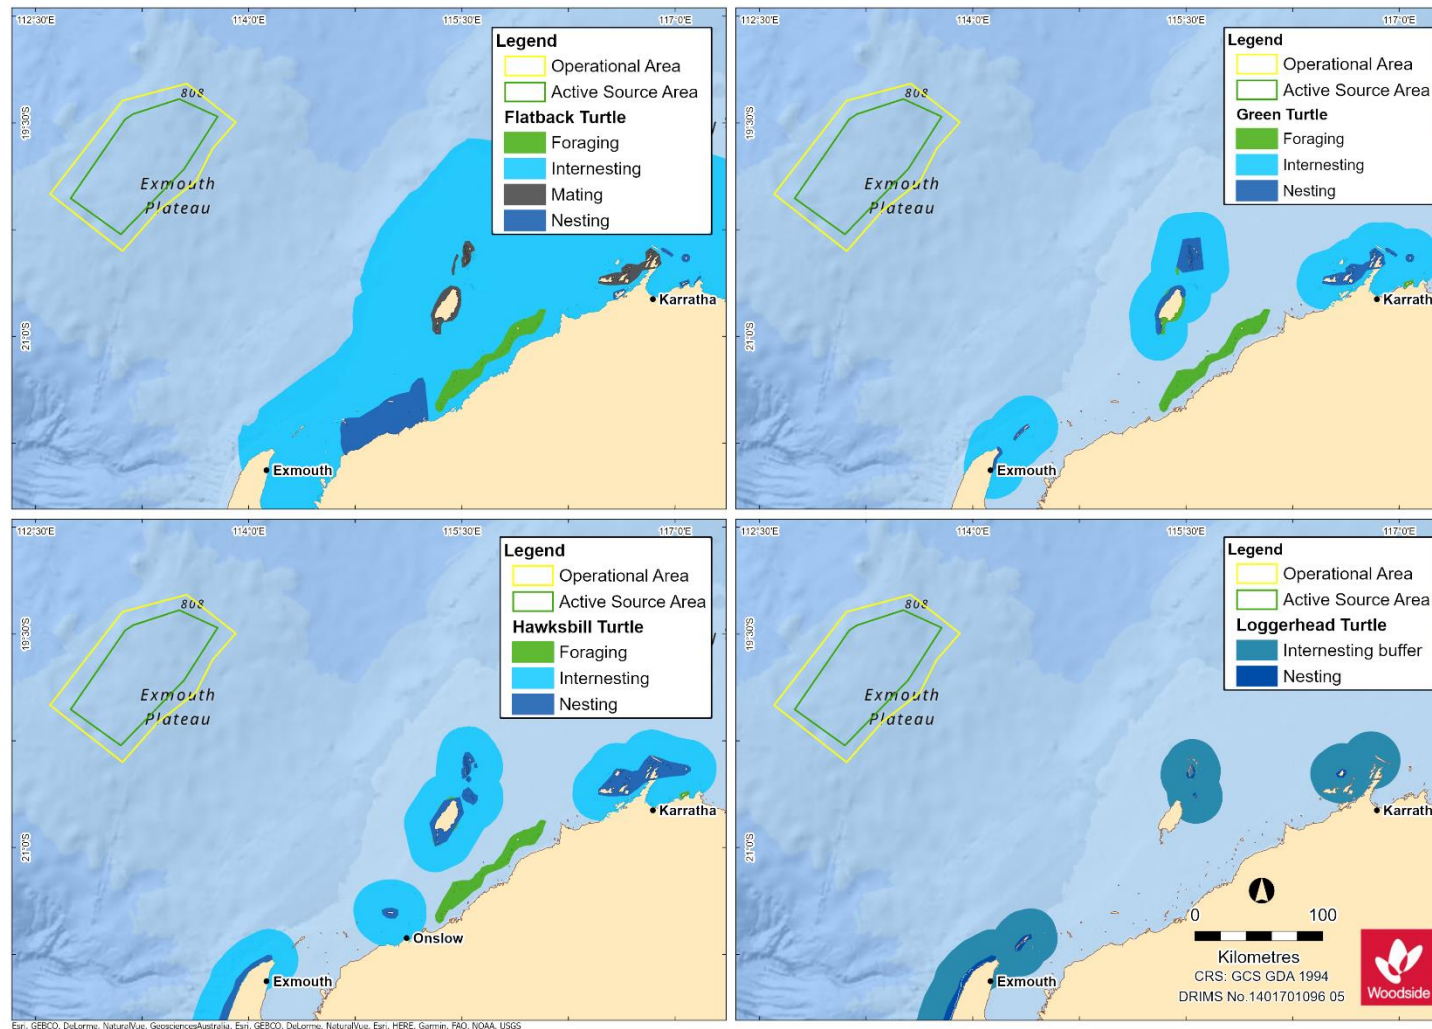 112°30'E 114°0'E 115°30'E 117°0'E
19°30'S
21°0'S
Legend
Operational Area
Active Source Area
Flatback Turtle
Foraging
Internesting
Mating
Nesting
808
Exmouth
Plateau
Karratha
Exmouth
112°30'E 114°0'E 115°30'E 117°0'E
19°30'S
21°0'S
Legend
Operational Area
Active Source Area
Green Turtle
Foraging
Internesting
Nesting
808
Exmouth
Plateau
Karrath
Exmouth
112°30'E 114°0'E 115°30'E 117°0'E
19°30'S
21°0'S
Legend
Operational Area
Active Source Area
Hawksbill Turtle
Foraging
Internesting
Nesting
808
Exmouth
Plateau
Karratha
Onslow
Exmouth
112°30'E 114°0'E 115°30'E 117°0'E
19°30'S
21°0'S
Legend
Operational Area
Active Source Area
Loggerhead Turtle
Internesting buffer
Nesting
808
Exmouth
Plateau
Karrath
Exmouth
0 100
Kilometres
CRS: GCS GDA 1994
DRIMS No.1401701096 05
Woodside
Esri, GEBCO, DeLorme, NaturalVue, GeosciencesAustralia, Esri, GEBCO, DeLorme, NaturalVue, Esri, HERE, Garmin, FAO, NOAA, USGS